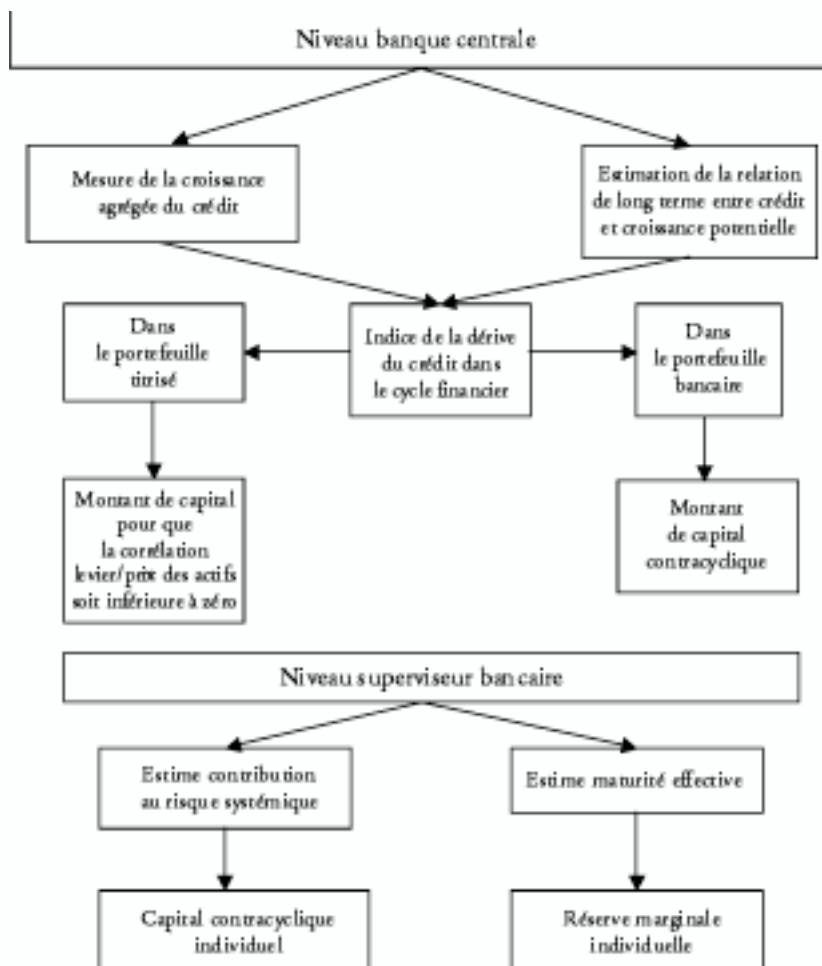 Niveau banque centrale
Mesure de la croissance
agrégée du crédit
Estimation de la relation
de long terme entre crédit
et croissance potentielle
Dans
le portefeuille
titrisé
Indice de la dérive
du crédit dans
le cycle financier
Dans
le portefeuille
bancaire
Montant de capital
pour que
la corrélation
levier/prix des actifs
soit inférieure à zéro
Montant
de capital
contracyclique
Niveau superviseur bancaire
Estime contribution
au risque systémique
Estime maturité effective
Capital contracyclique
individuel
Réserve marginale
individuelle